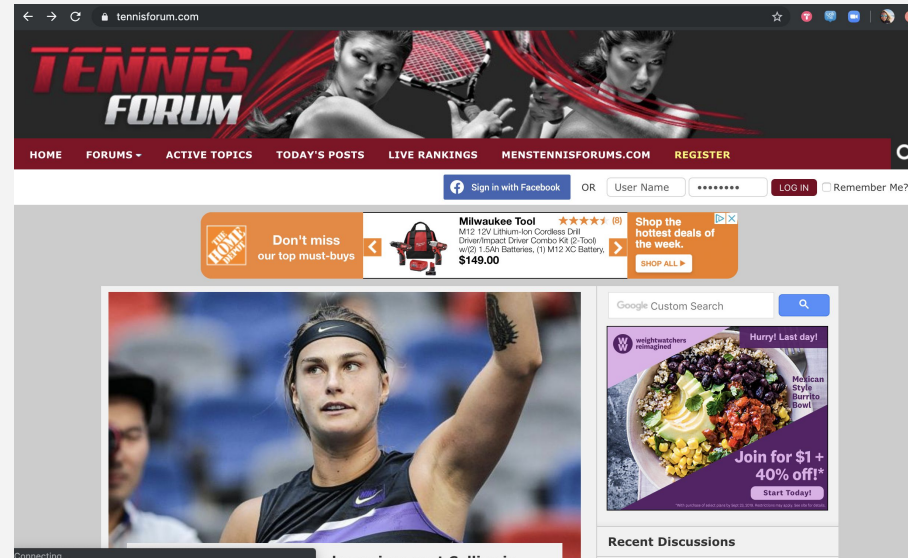 tennisforum.com
TENNIS
FORUM
HOME FORUMS ACTIVE TOPICS TODAY'S POSTS LIVE RANKINGS MENSTENNISFORUMS.COM REGISTER
Sign in with Facebook OR User Name •••••••• LOG IN Remember Me?
THE HOME DEPOT
Don't miss
our top must-buys
Milwaukee Tool (8)
M12 12V Lithium-Ion Cordless Drill
Driver/Impact Driver Combo Kit (2-Tool)
w/(2) 1.5Ah Batteries, (1) M12 XC Battery,
$149.00
Shop the
hottest deals of
the week.
SHOP ALL
Google Custom Search
WW
weightwatchers
reimagined
Hurry! Last day!
Mexican
Style
Burrito
Bowl
Join for $1 +
40% off!*
Start Today!
Recent Discussions
Connecting